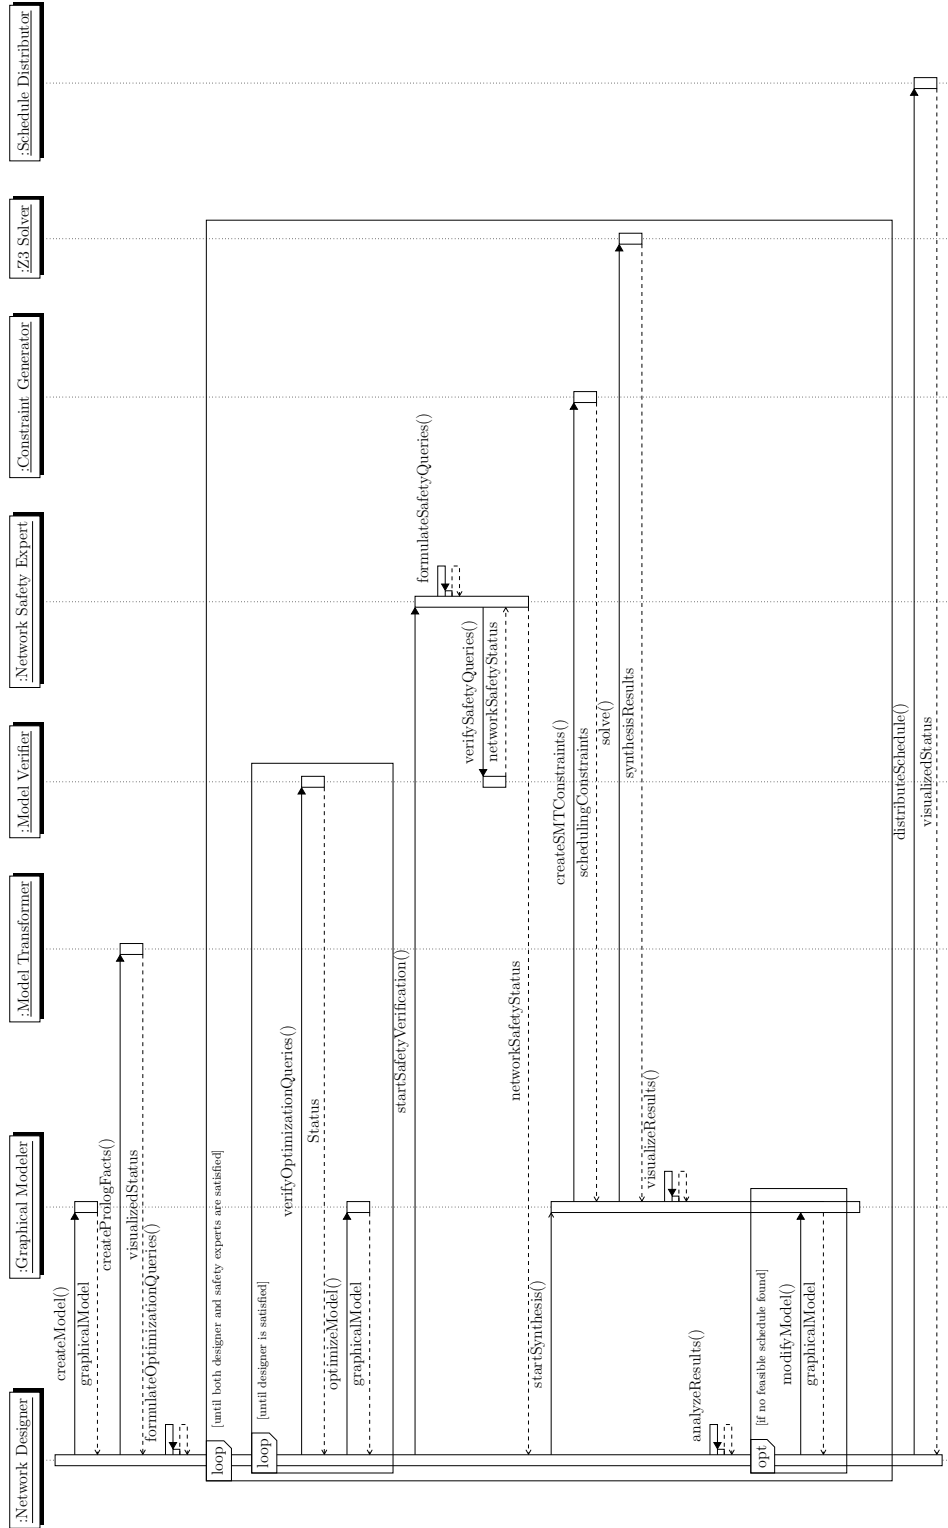 :Network Designer
:Graphical Modeler
:Model Transformer
:Model Verifier
:Network Safety Expert
:Constraint Generator
:Z3 Solver
:Schedule Distributor
createModel()
graphicalModel
createPrologFacts()
visualizedStatus
formulateOptimizationQueries()
loop
[until both designer and safety experts are satisfied]
loop
[until designer is satisfied]
verifyOptimizationQueries()
Status
optimizeModel()
graphicalModel
startSafetyVerification()
formulateSafetyQueries()
verifySafetyQueries()
networkSafetyStatus
networkSafetyStatus
startSynthesis()
createSMTConstraints()
schedulingConstraints
solve()
synthesisResults
visualizeResults()
analyzeResults()
opt
[if no feasible schedule found]
modifyModel()
graphicalModel
distributeSchedule()
visualizedStatus